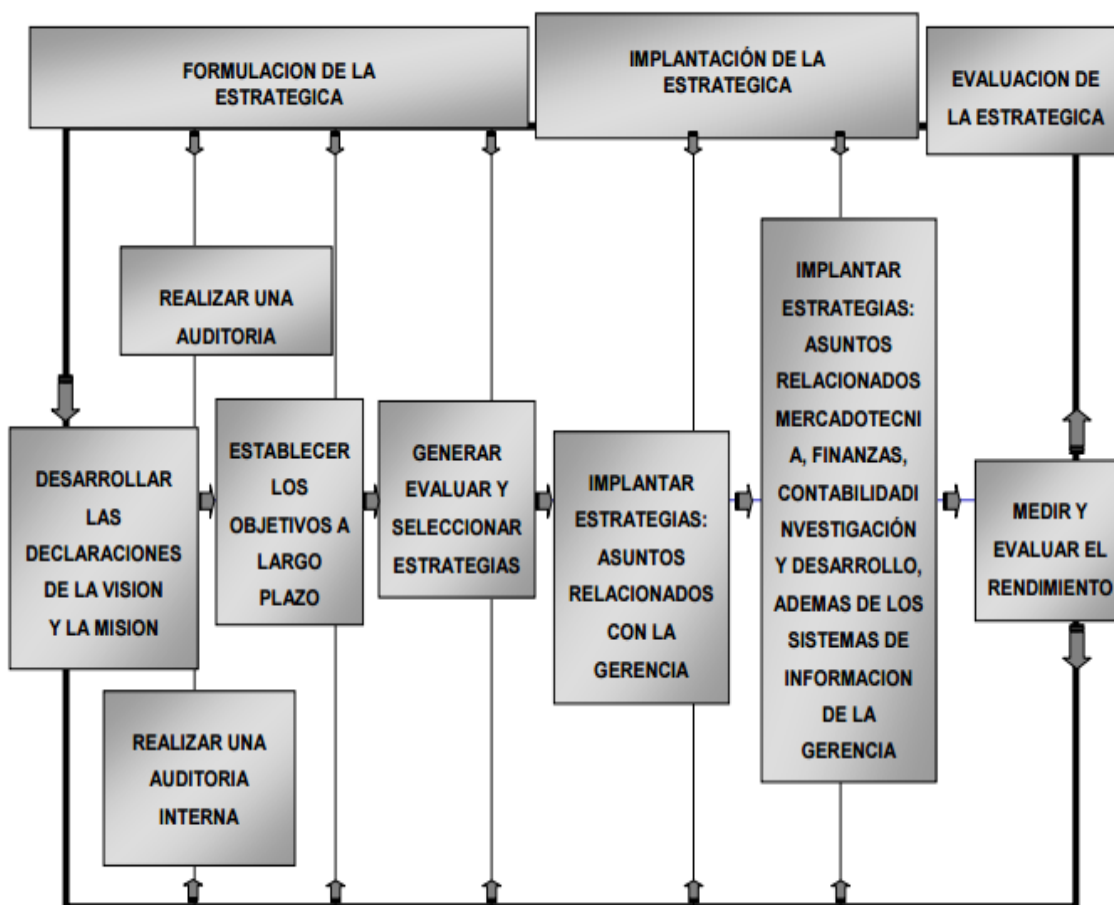 FORMULACION DE LA
ESTRATEGICA
IMPLANTACIÓN DE LA
ESTRATEGICA
EVALUACION DE
LA ESTRATEGICA
REALIZAR UNA
AUDITORIA
DESARROLLAR
LAS
DECLARACIONES
DE LA VISION
Y LA MISION
REALIZAR UNA
AUDITORIA
INTERNA
ESTABLECER
LOS
OBJETIVOS A
LARGO
PLAZO
GENERAR
EVALUAR Y
SELECCIONAR
ESTRATEGIAS
IMPLANTAR
ESTRATEGIAS:
ASUNTOS
RELACIONADOS
CON LA
GERENCIA
IMPLANTAR
ESTRATEGIAS:
ASUNTOS
RELACIONADOS
MERCADOTECNI
A, FINANZAS,
CONTABILIDADI
NVESTIGACIÓN
Y DESARROLLO,
ADEMAS DE LOS
SISTEMAS DE
INFORMACION
DE LA
GERENCIA
MEDIR Y
EVALUAR EL
RENDIMIENTO